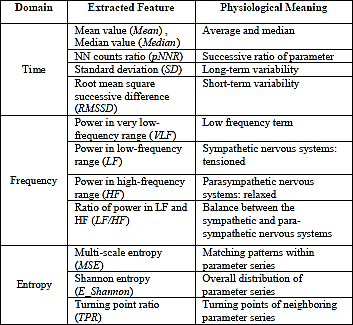 Domain Extracted Feature Physiological Meaning
Time
Mean value (Mean) , Average and median
Median value (Median)
NN counts ratio (pNNR) Successive ratio of parameter
Standard deviation (SD) Long-term variability
Root mean square Short-term variability
successive difference
(RMSSD)
Frequency
Power in very low- Low frequency term
frequency range (VLF)
Power in low-frequency Sympathetic nervous systems:
range (LF) tensioned
Power in high-frequency Parasympathetic nervous
range (HF) systems: relaxed
Ratio of power in LF and Balance between the
HF (LF/HF) sympathetic and para-
sympathetic nervous systems
Entropy
Multi-scale entropy Matching patterns within
(MSE) parameter series
Shannon entropy Overall distribution of
(E_Shannon) parameter series
Turning point ratio Turning points of neighboring
(TPR) parameter series